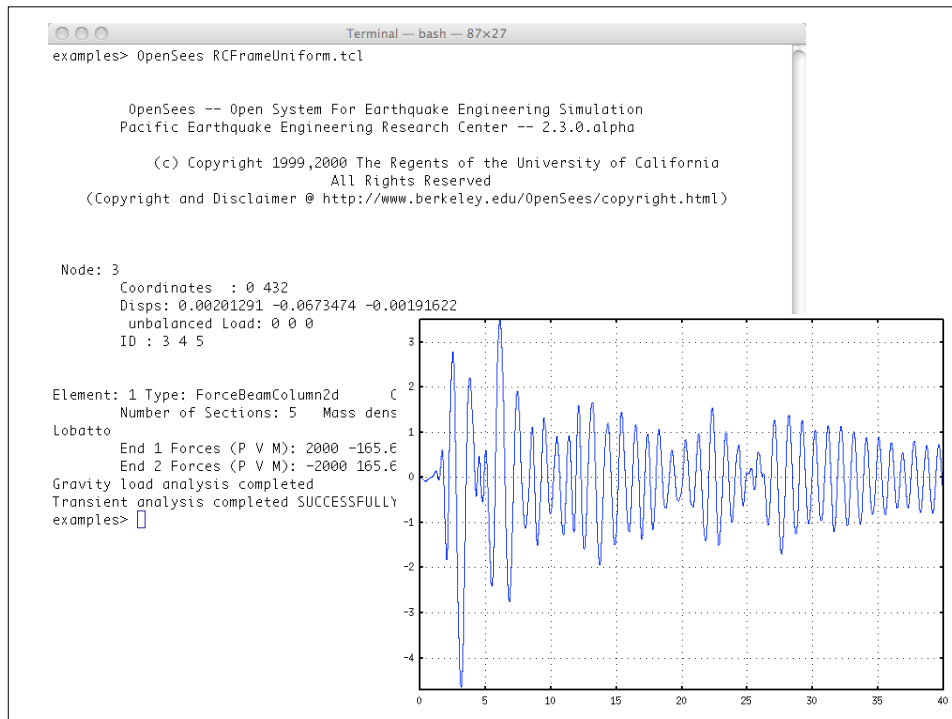 Terminal — bash — 87×27
examples> OpenSees RCFrameUniform.tcl
OpenSees -- Open System For Earthquake Engineering Simulation
Pacific Earthquake Engineering Research Center -- 2.3.0.alpha
(c) Copyright 1999,2000 The Regents of the University of California
All Rights Reserved
(Copyright and Disclaimer @ http://www.berkeley.edu/OpenSees/copyright.html)
Node: 3
Coordinates : 0 432
Disps: 0.00201291 -0.0673474 -0.00191622
unbalanced Load: 0 0 0
ID : 3 4 5
Element: 1 Type: ForceBeamColumn2d
Number of Sections: 5 Mass dens
Lobatto
End 1 Forces (P V M): 2000 -165.6
End 2 Forces (P V M): -2000 165.6
Gravity load analysis completed
Transient analysis completed SUCCESSFULLY
examples>
3
2
1
0
-1
-2
-3
-4
0 5 10 15 20 25 30 35 40